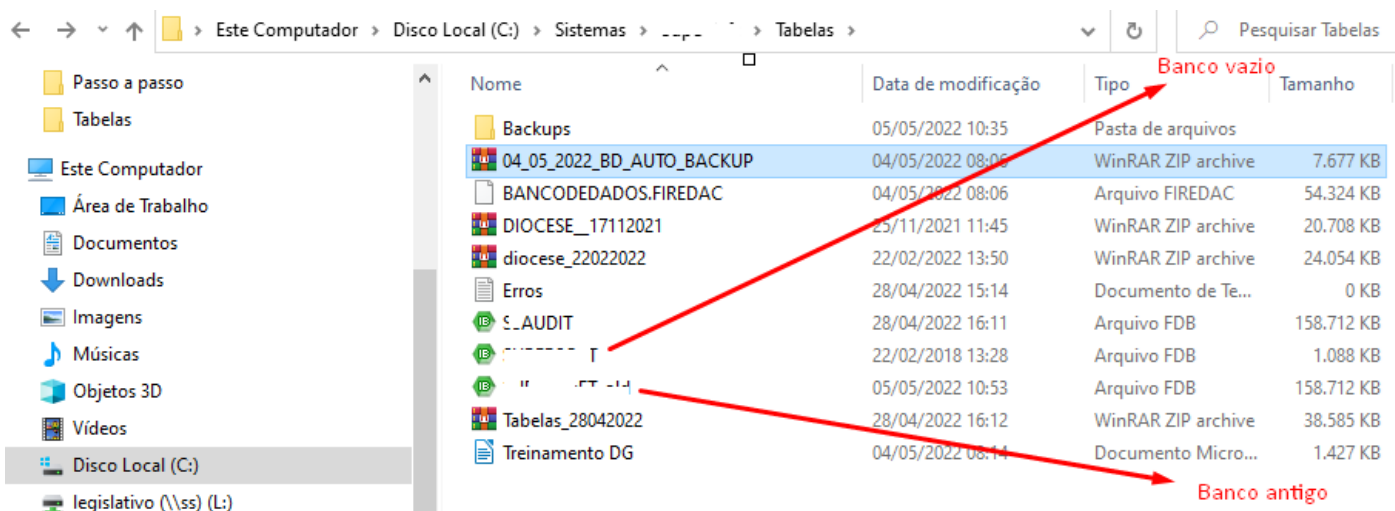 Este Computador > Disco Local (C:) > Sistemas > > Tabelas >
Pesquisar Tabelas
Passo a passo
Tabelas
Este Computador
Área de Trabalho
Documentos
Downloads
Imagens
Músicas
Objetos 3D
Vídeos
Disco Local (C:)
legislativo (\\ss) (L:)
Banco vazio
Nome Data de modificação Tipo Tamanho
Backups 05/05/2022 10:35 Pasta de arquivos
04_05_2022_BD_AUTO_BACKUP 04/05/2022 08:06 WinRAR ZIP archive 7.677 KB
BANCODEDADOS.FIREDAC 04/05/2022 08:06 Arquivo FIREDAC 54.324 KB
DIOCESE__17112021 25/11/2021 11:45 WinRAR ZIP archive 20.708 KB
diocese_22022022 22/02/2022 13:50 WinRAR ZIP archive 24.054 KB
Erros 28/04/2022 15:14 Documento de Te... 0 KB
AUDIT 28/04/2022 16:11 Arquivo FDB 158.712 KB
22/02/2018 13:28 Arquivo FDB 1.088 KB
05/05/2022 10:53 Arquivo FDB 158.712 KB
Tabelas_28042022 28/04/2022 16:12 WinRAR ZIP archive 38.585 KB
Treinamento DG 04/05/2022 08:14 Documento Micro... 1.427 KB
Banco antigo